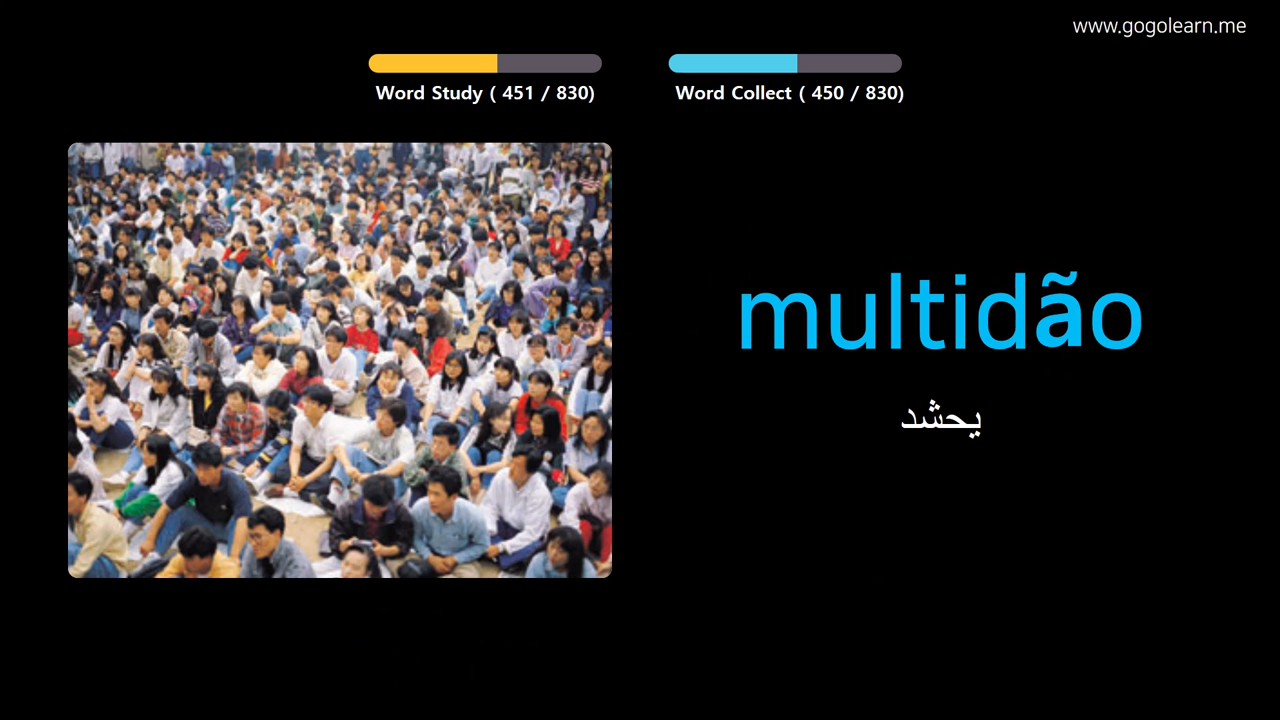 www.gogolearn.me
Word Study ( 451 / 830)
Word Collect ( 450 / 830)
multidão
يحشد